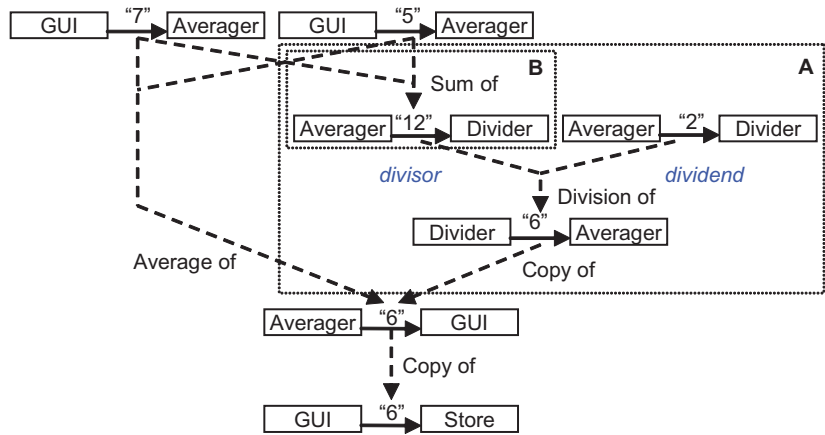 GUI “7” Averager
GUI “5” Averager
B
A
Sum of
Averager “12” Divider
Averager “2” Divider
divisor
dividend
Division of
Divider “6” Averager
Average of
Copy of
Averager “6” GUI
Copy of
GUI “6” Store